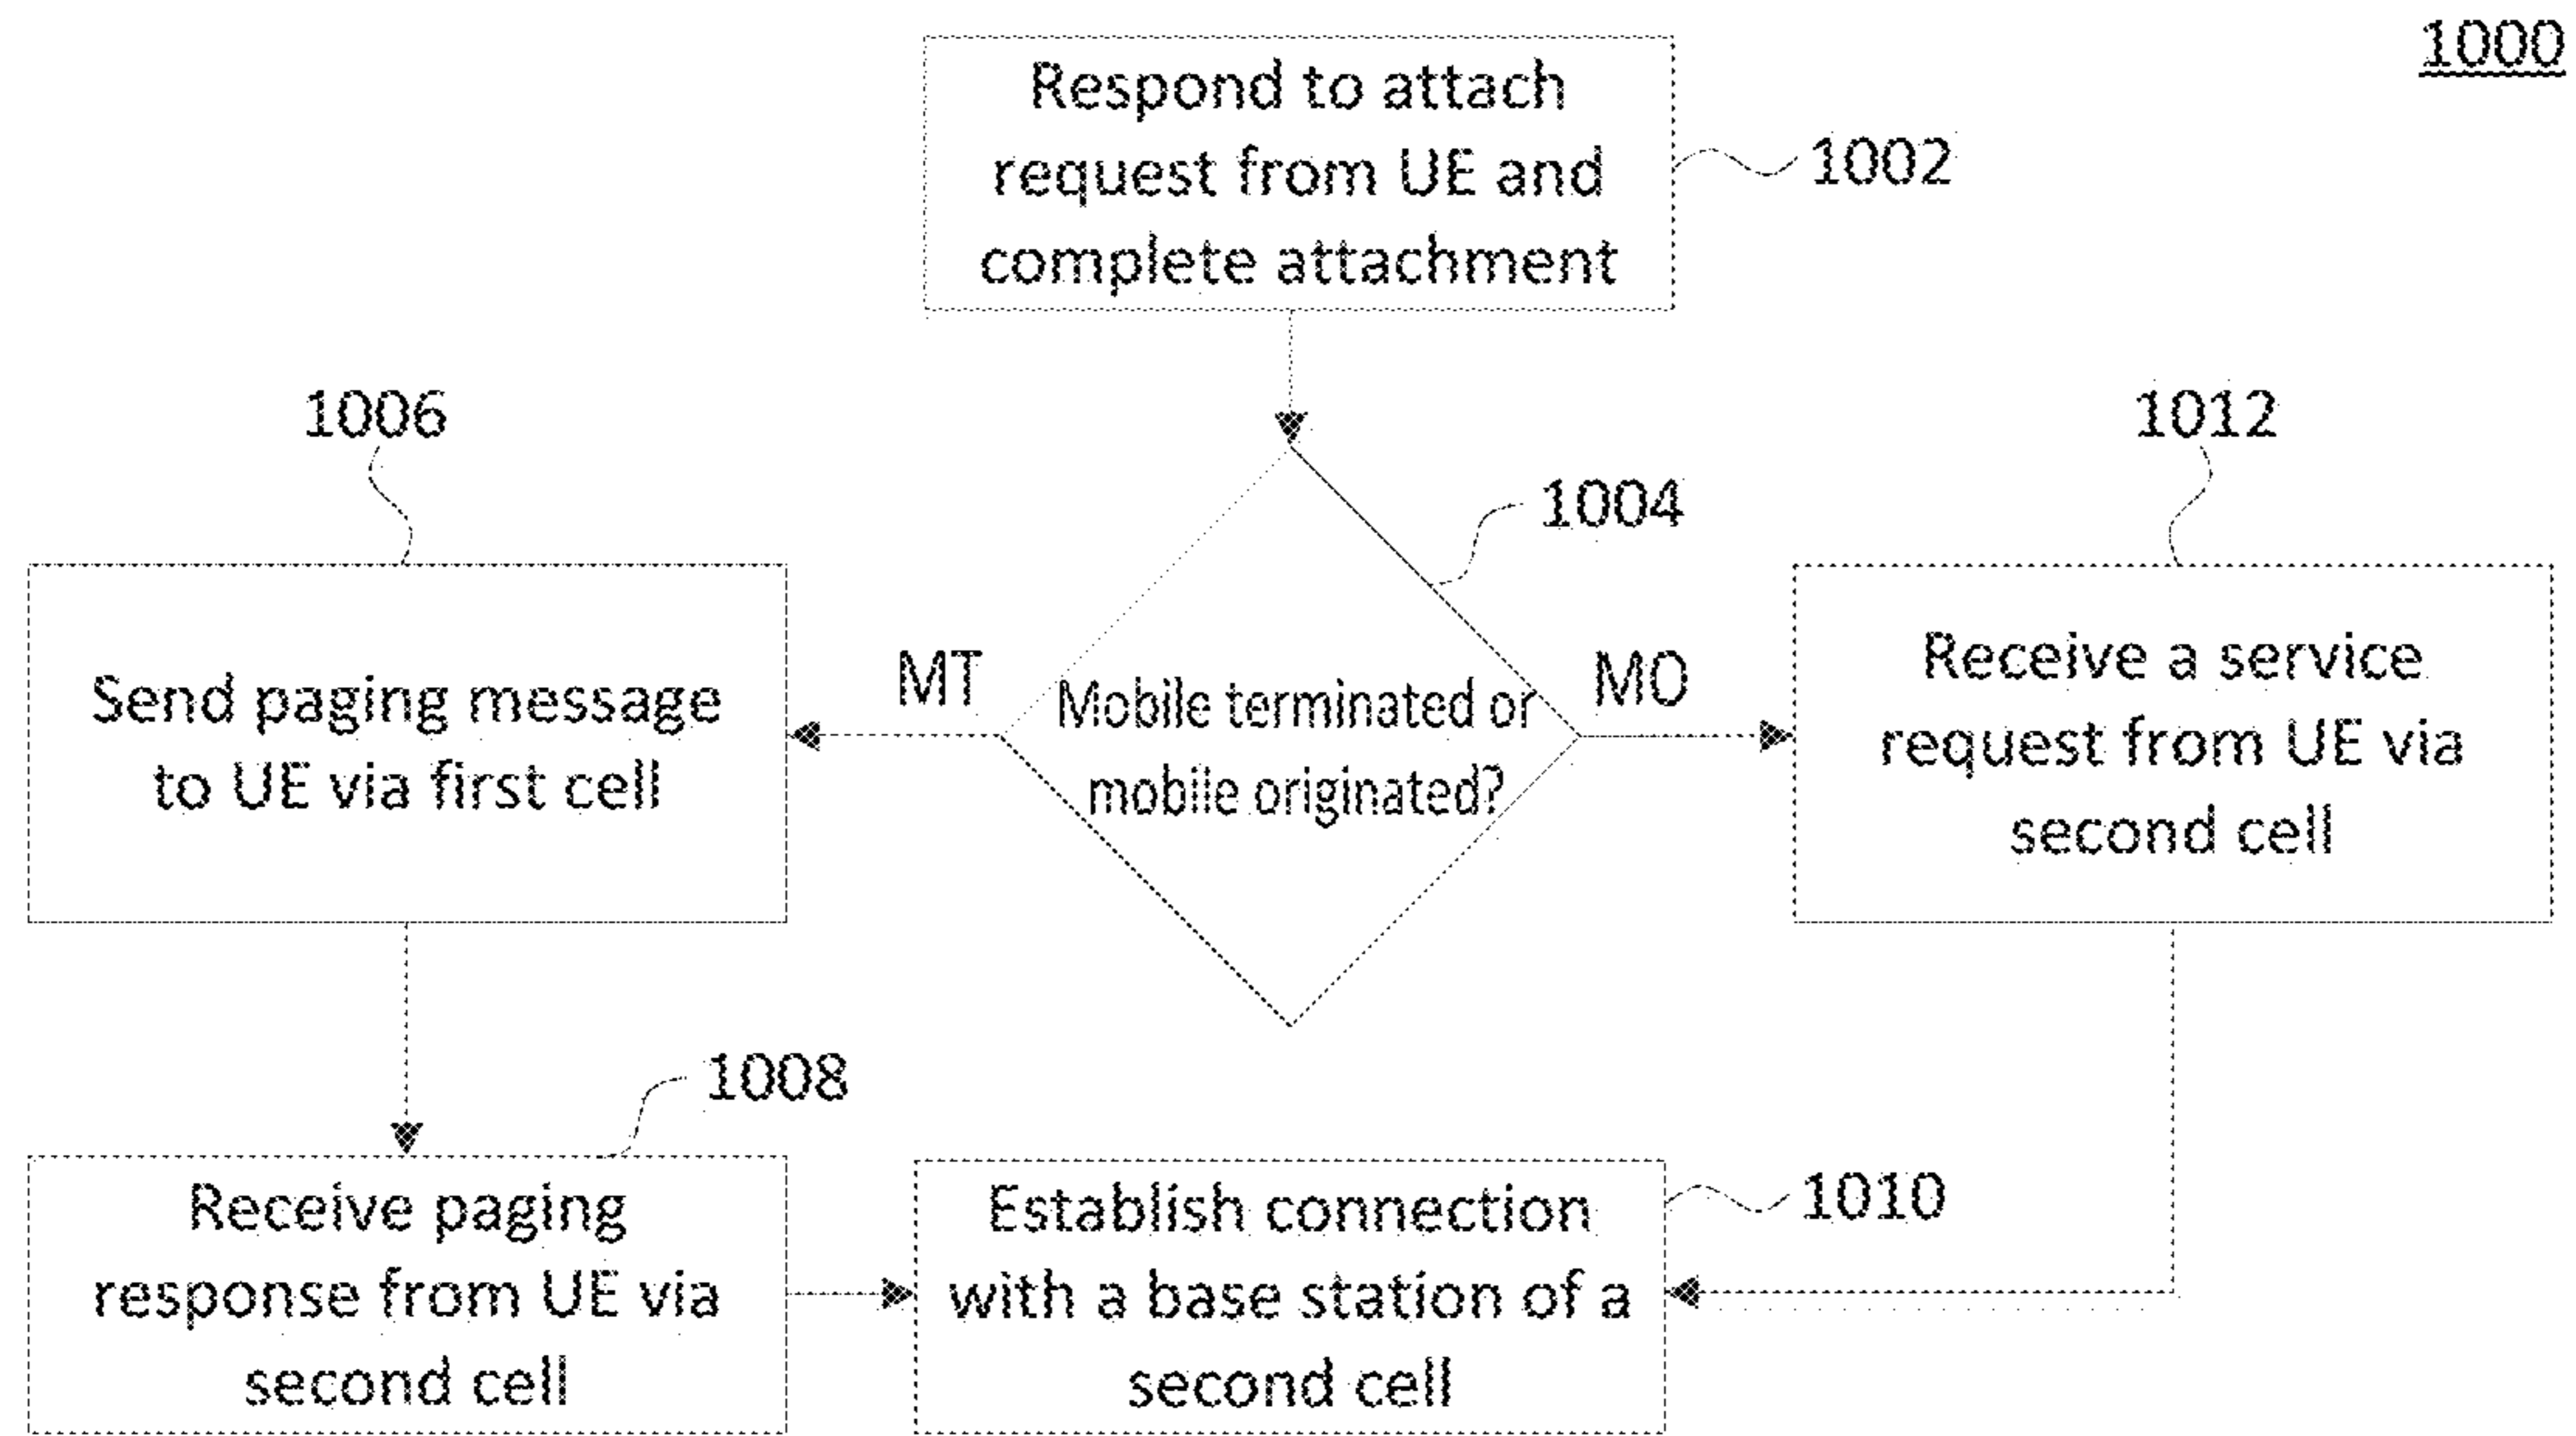 1000
Respond to attach
request from UE and
complete attachment
1002
1006
1004
1012
MT
MO
Send paging message
to UE via first cell
Mobile terminated or
mobile originated?
Receive a service
request from UE via
second cell
1008
Receive paging
response from UE via
second cell
Establish connection
with a base station of a
second cell
1010